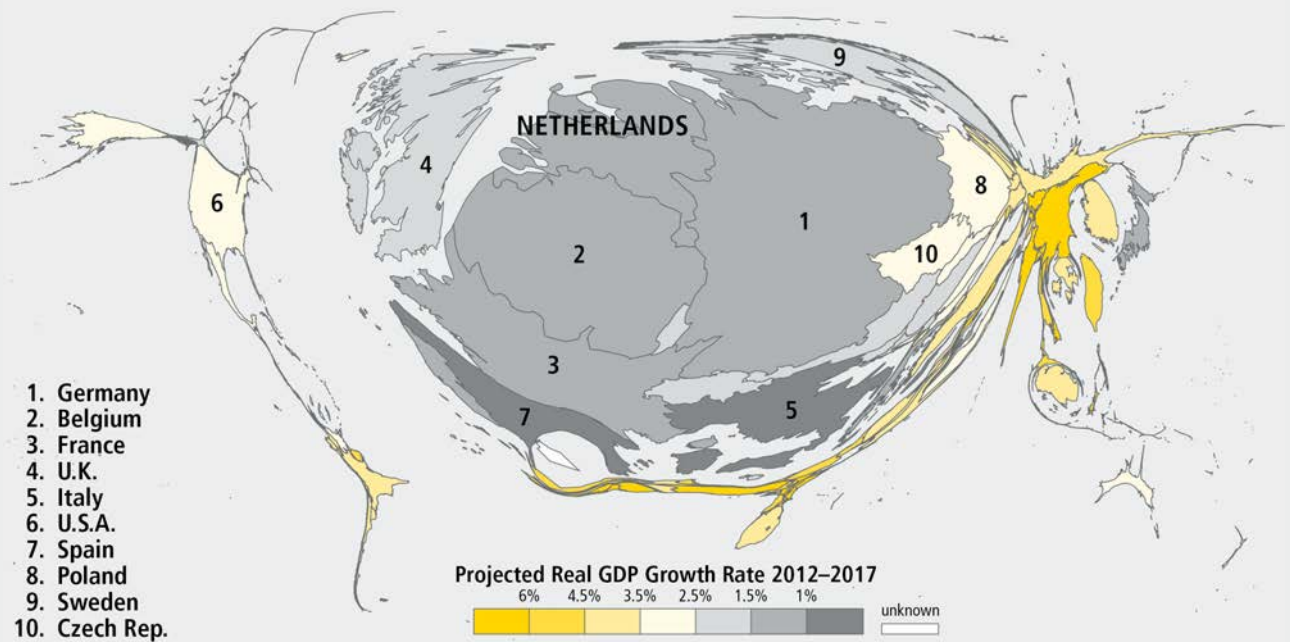 9
NETHERLANDS
4
8
6
1
2
10
3
7
5
1. Germany
2. Belgium
3. France
4. U.K.
5. Italy
6. U.S.A.
7. Spain
8. Poland
9. Sweden
10. Czech Rep.
Projected Real GDP Growth Rate 2012–2017
6% 4.5% 3.5% 2.5% 1.5% 1%
unknown